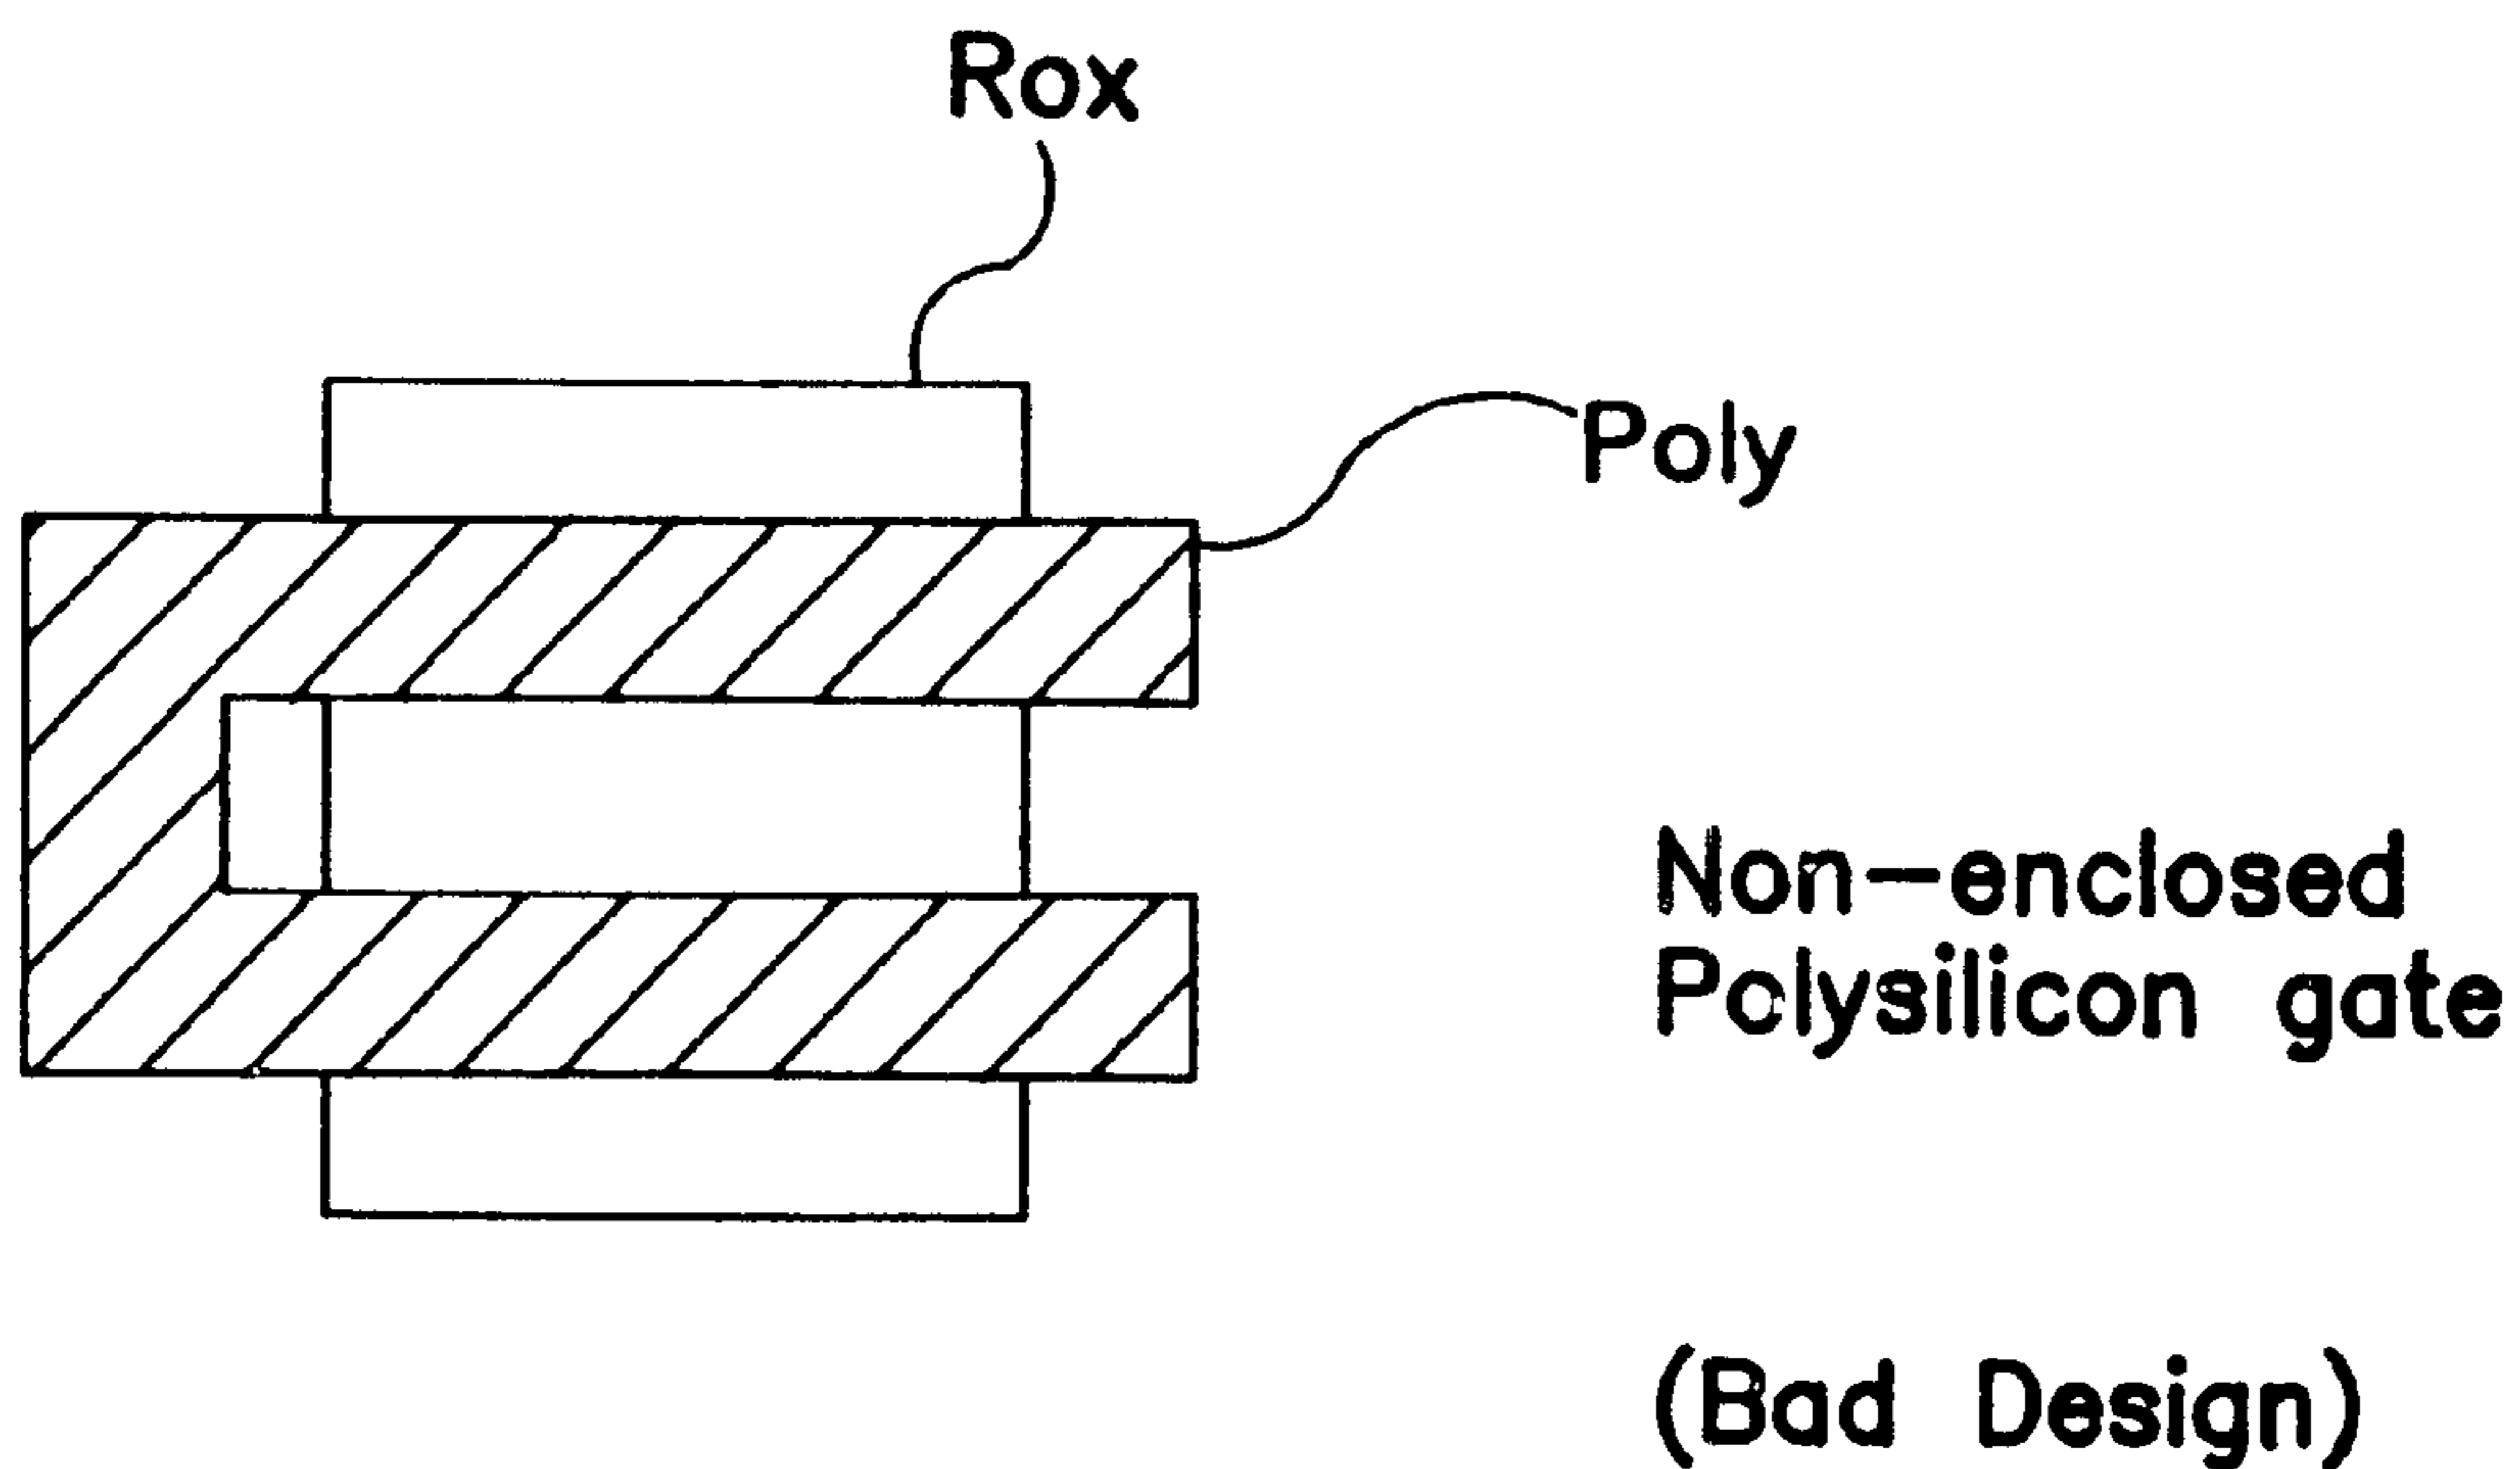 Rox
Poly
Non-enclosed
Polysilicon gate
(Bad Design)